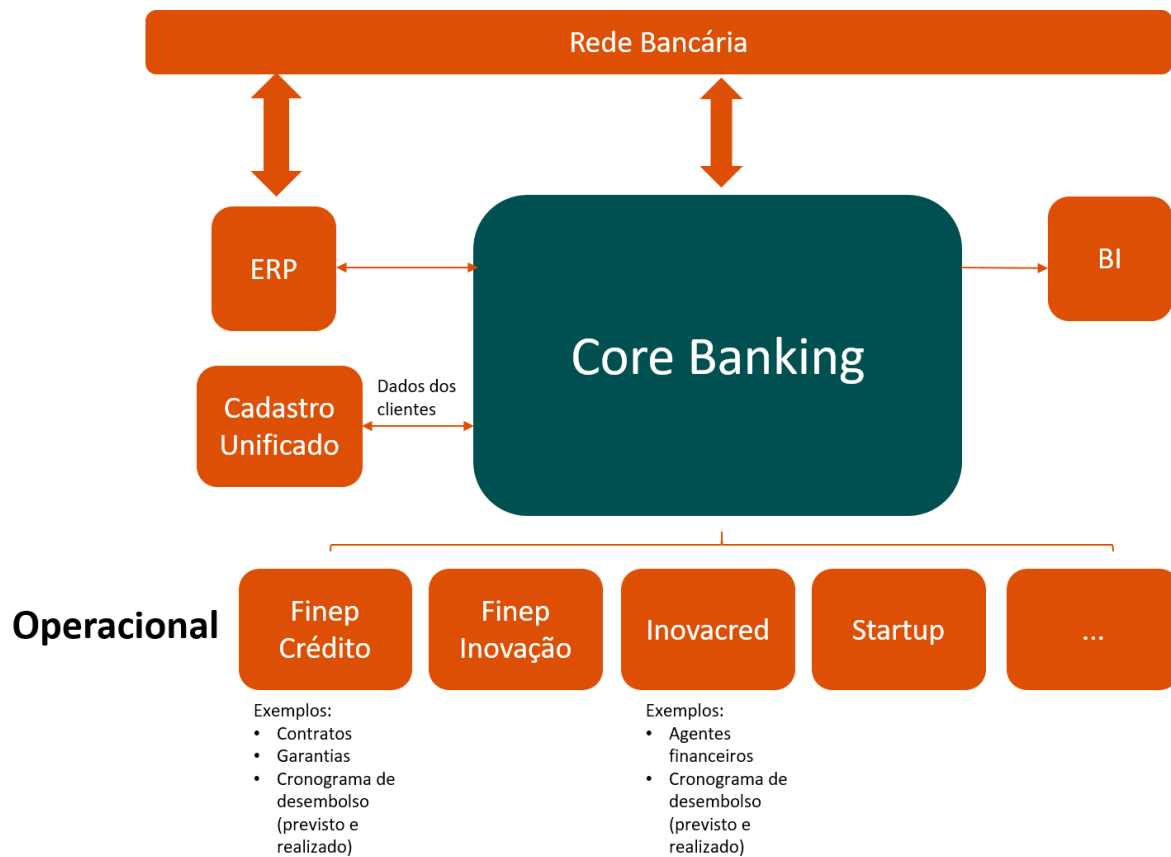 Rede Bancária
ERP
Core Banking
BI
Cadastro
Unificado
Dados dos
clientes
Operacional
Finep
Crédito
Finep
Inovação
Inovacred
Startup
...
Exemplos:
• Contratos
• Garantias
• Cronograma de
desembolso
(previsto e
realizado)
Exemplos:
• Agentes
financeiros
• Cronograma de
desembolso
(previsto e
realizado)